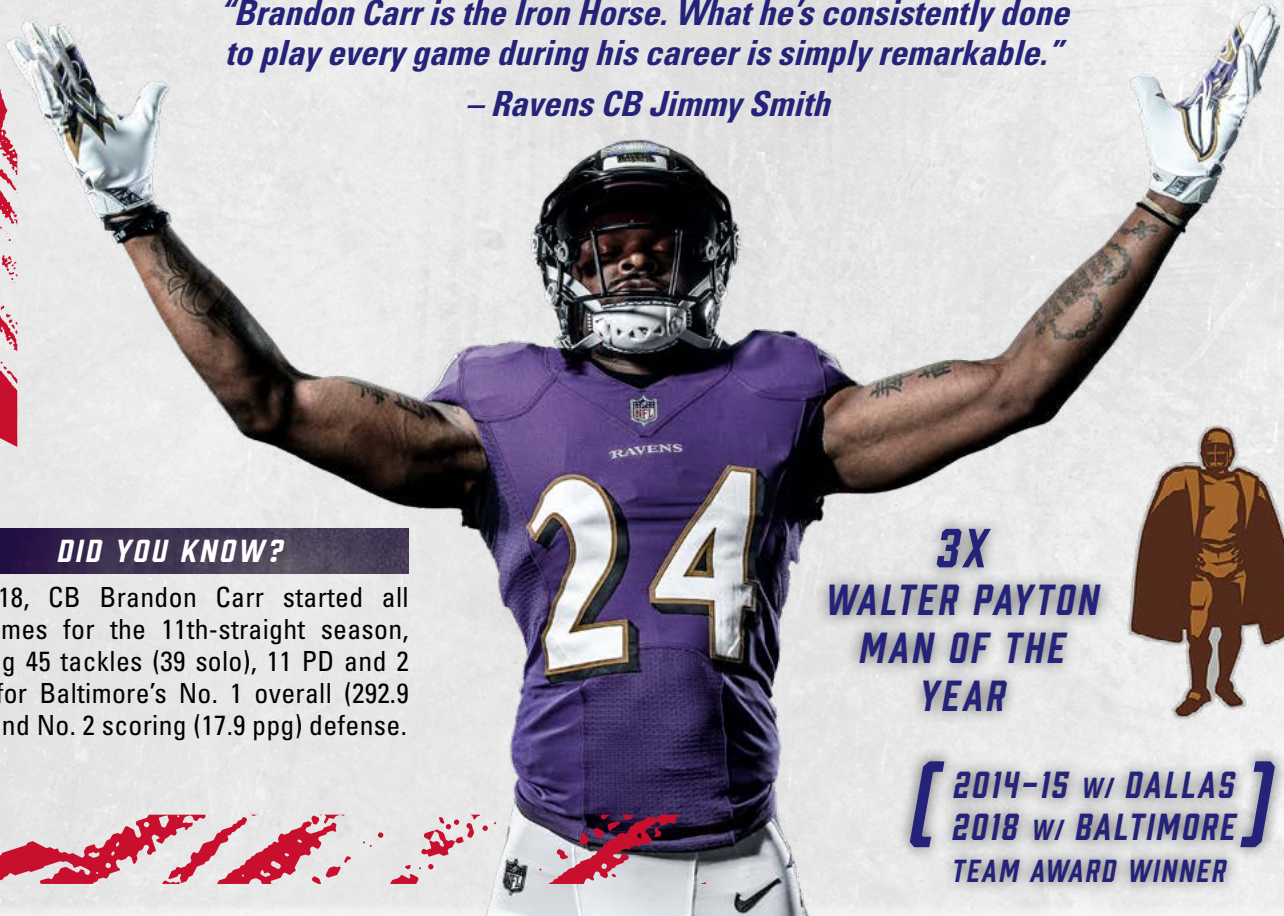 “Brandon Carr is the Iron Horse. What he’s consistently done
to play every game during his career is simply remarkable.”
– Ravens CB Jimmy Smith
NFL
RAVENS
24
DID YOU KNOW?
18, CB Brandon Carr started all
mes for the 11th-straight season,
g 45 tackles (39 solo), 11 PD and 2
for Baltimore’s No. 1 overall (292.9
nd No. 2 scoring (17.9 ppg) defense.
3X
WALTER PAYTON
MAN OF THE
YEAR
[2014–15 W/ DALLAS
2018 W/ BALTIMORE]
TEAM AWARD WINNER
NFL